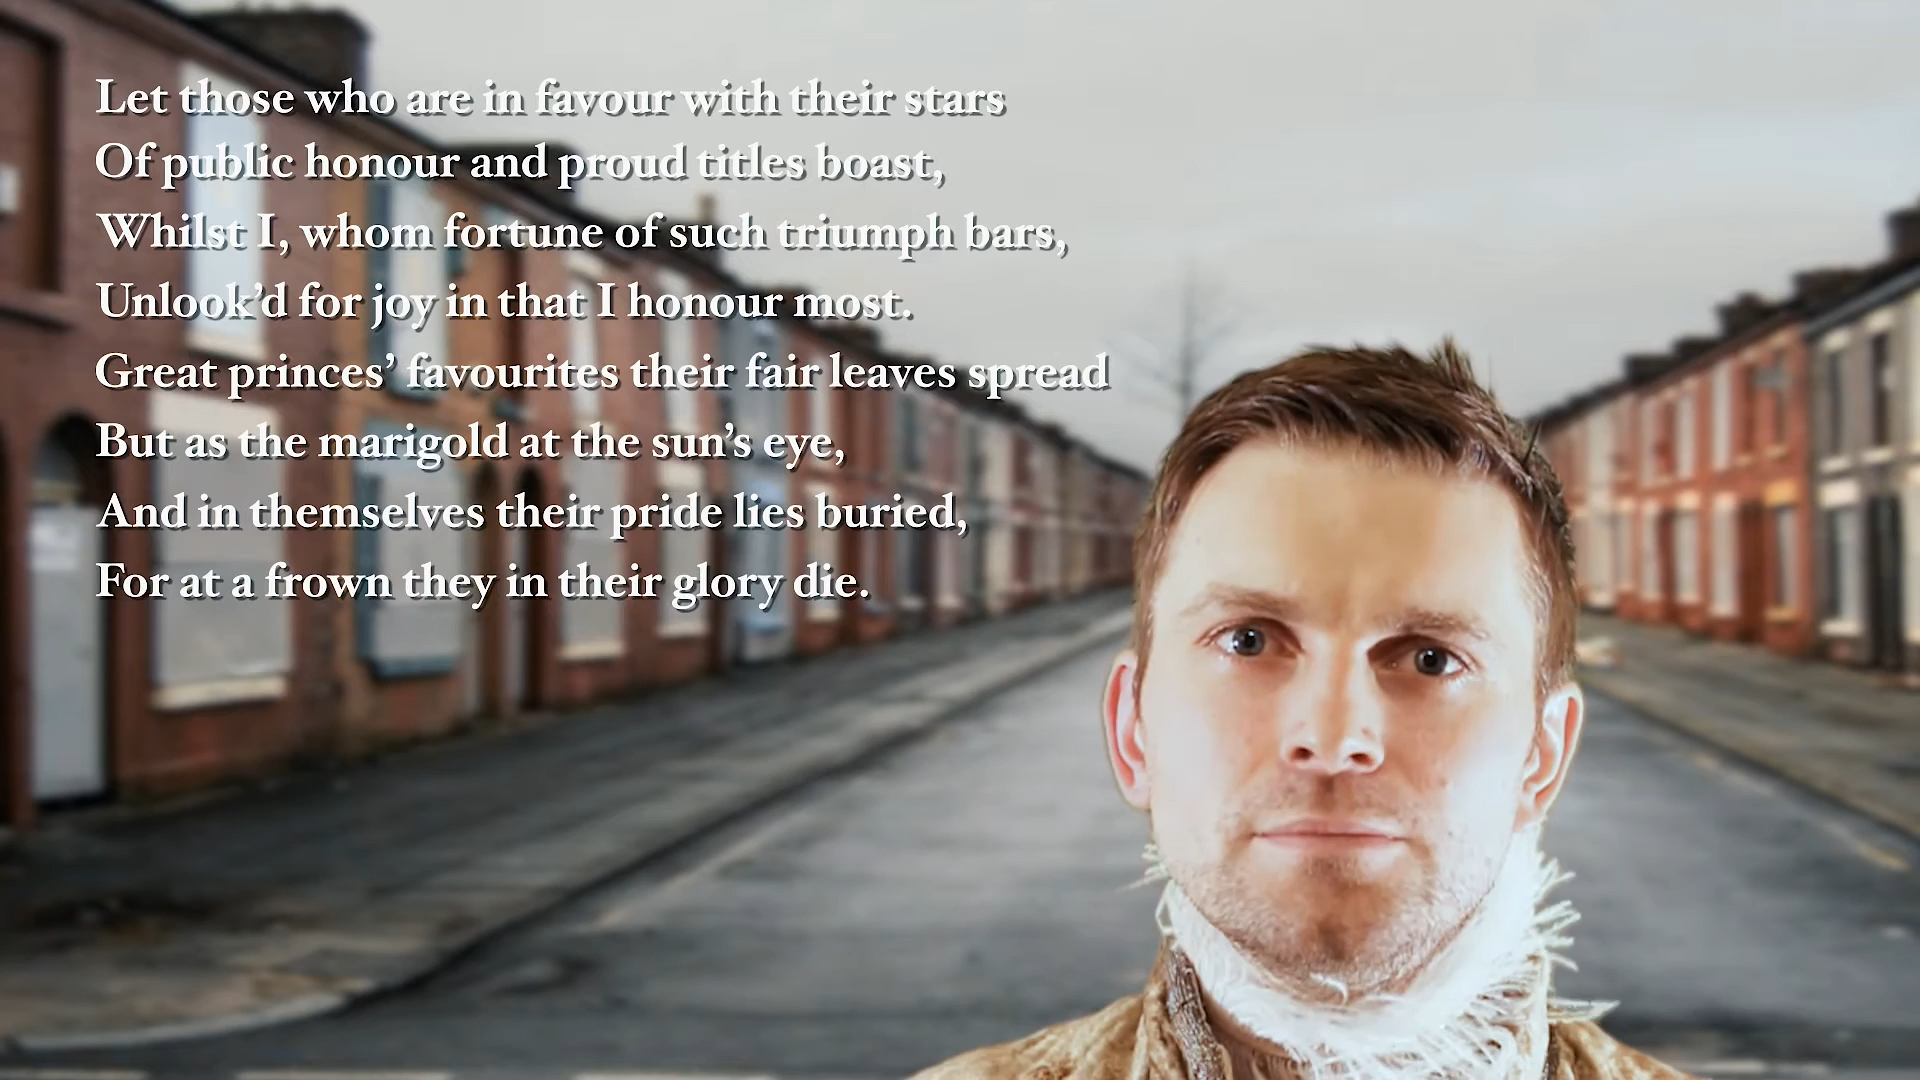 Let those who are in favour with their stars
Of public honour and proud titles boast,
Whilst I, whom fortune of such triumph bars,
Unlook’d for joy in that I honour most.
Great princes’ favourites their fair leaves spread
But as the marigold at the sun’s eye,
And in themselves their pride lies buried,
For at a frown they in their glory die.